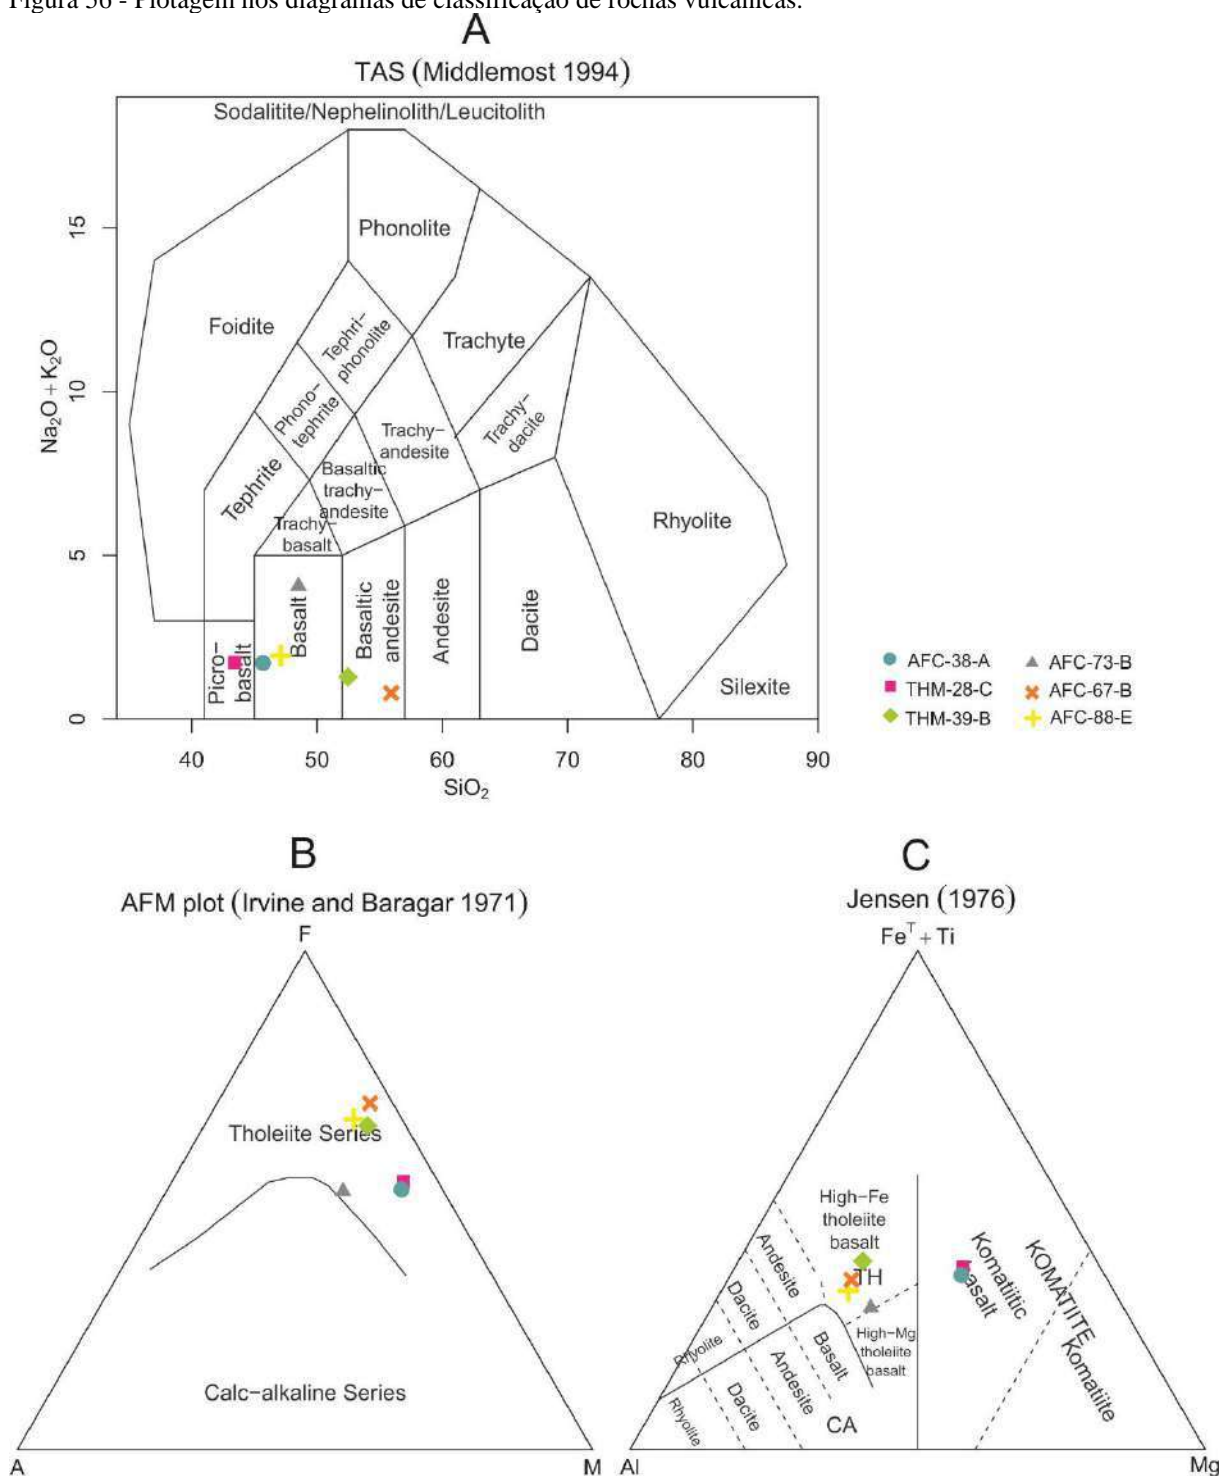 Figura 56 - Plotagem nos diagramas de classificação de rochas vulcânicas.
A
TAS (Middlemost 1994)
Sodalitite/Nephelinolith/Leucitolith
Phonolite
Foidite
Tephri-
phonolite
Trachyte
Phono-
tephrite
Trachy-
andesite
Trachy-
dacite
Tephrite
Basaltic
trachy-
andesite
Trachy-
basalt
Rhyolite
Picro-
basalt
Basalt
Basaltic
andesite
Andesite
Dacite
Silexite
Na₂O + K₂O
0
5
10
15
40
50
60
70
80
90
SiO₂
AFC-38-A
THM-28-C
THM-39-B
AFC-73-B
AFC-67-B
AFC-88-E
B
AFM plot (Irvine and Baragar 1971)
F
Tholeiite Series
Calc-alkaline Series
A
M
C
Jensen (1976)
Feᵀ + Ti
High-Fe
tholeiite
basalt
TH
Andesite
Dacite
Rhyolite
High-Mg
tholeiite
basalt
Basalt
Andesite
Dacite
Rhyolite
CA
Komatiitic
basalt
KOMATIITE
Komatiite
Al
Mg